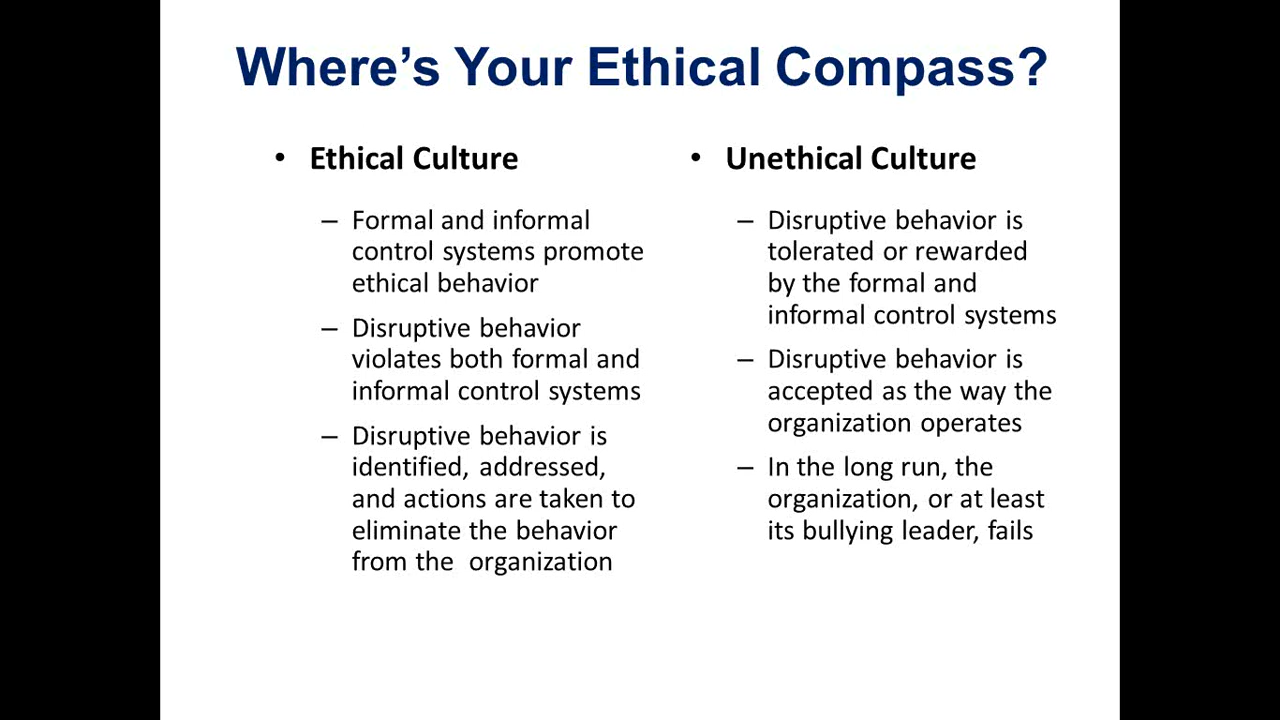 Where’s Your Ethical Compass?
• Ethical Culture
– Formal and informal
control systems promote
ethical behavior
– Disruptive behavior
violates both formal and
informal control systems
– Disruptive behavior is
identified, addressed,
and actions are taken to
eliminate the behavior
from the  organization
• Unethical Culture
– Disruptive behavior is
tolerated or rewarded
by the formal and
informal control systems
– Disruptive behavior is
accepted as the way the
organization operates
– In the long run, the
organization, or at least
its bullying leader, fails